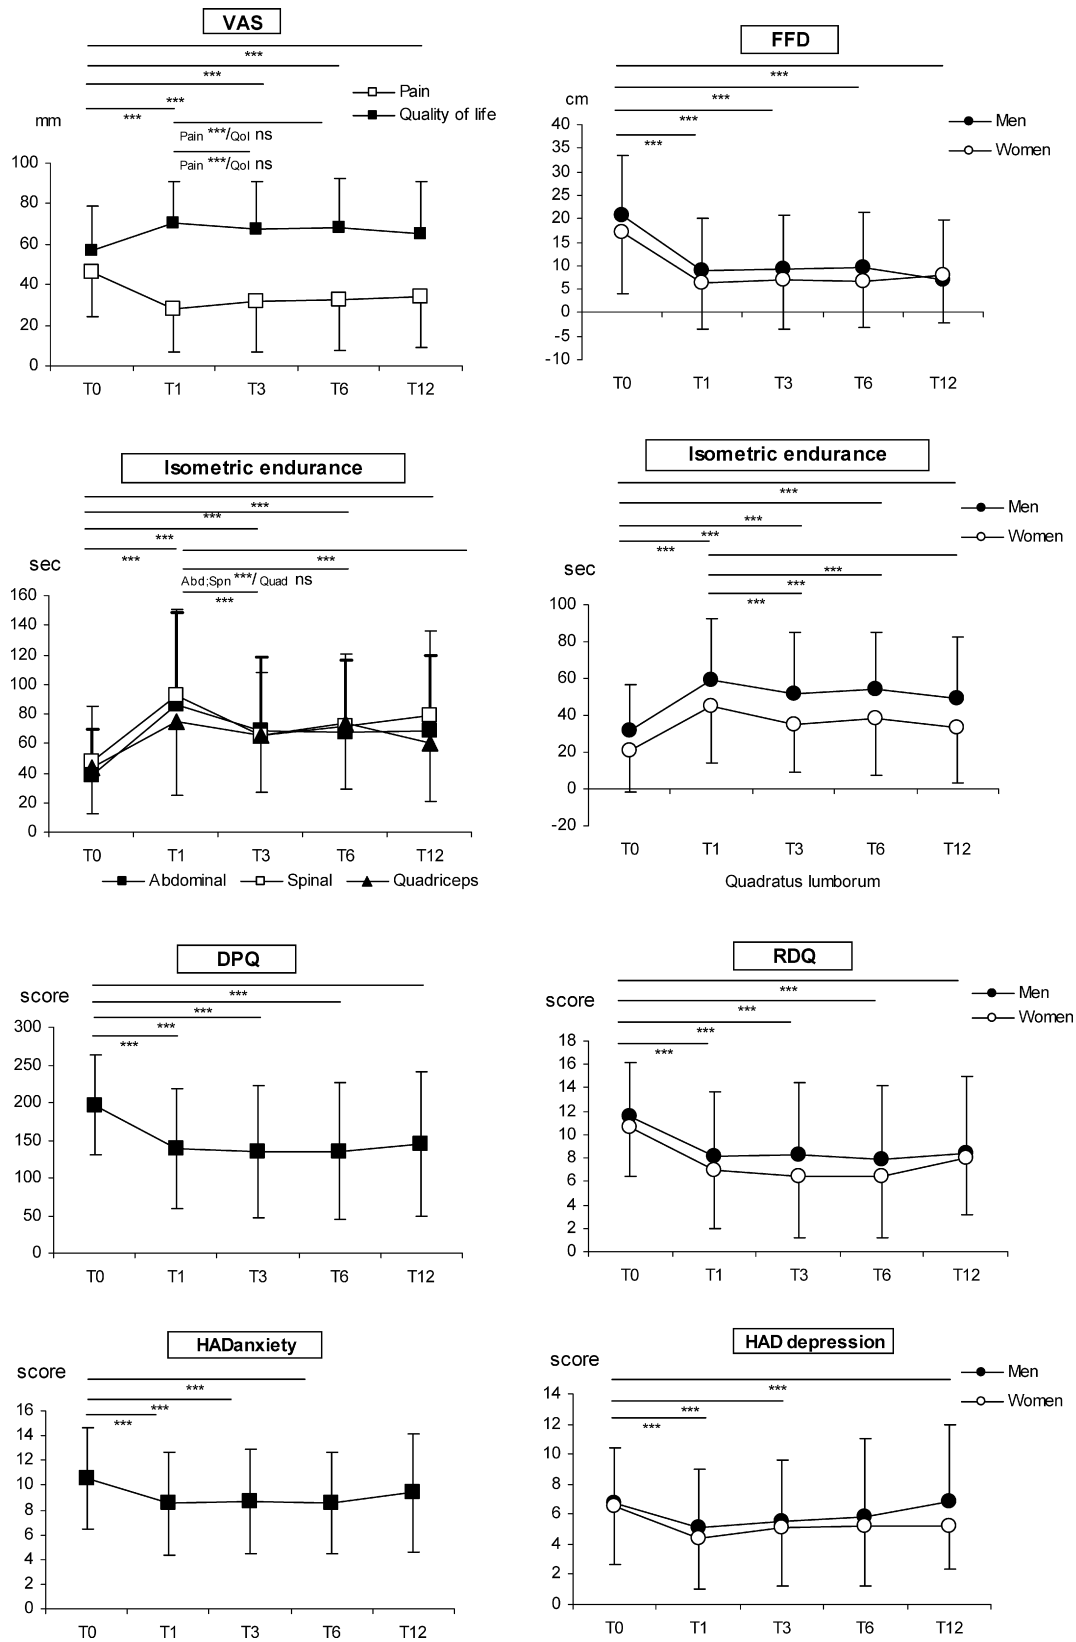 VAS
***
***
***
***
Pain
Quality of life
mm
Pain ***/Qol ns
Pain ***/Qol ns
100
80
60
40
20
0
T0 T1 T3 T6 T12
FFD
***
***
***
***
cm
Men
Women
40
35
30
25
20
15
10
5
0
-5
-10
T0 T1 T3 T6 T12
Isometric endurance
***
***
***
***
sec
***
Abd;Spn ***/ Quad ns
***
160
140
120
100
80
60
40
20
0
T0 T1 T3 T6 T12
Abdominal Spinal Quadriceps
Isometric endurance
***
***
***
***
Men
Women
sec
***
***
***
100
80
60
40
20
0
-20
T0 T1 T3 T6 T12
Quadratus lumborum
DPQ
score
***
***
***
***
300
250
200
150
100
50
0
T0 T1 T3 T6 T12
RDQ
score
***
***
***
***
Men
Women
18
16
14
12
10
8
6
4
2
0
T0 T1 T3 T6 T12
HADanxiety
score
***
***
***
16
14
12
10
8
6
4
2
0
T0 T1 T3 T6 T12
HAD depression
score
***
***
***
Men
Women
14
12
10
8
6
4
2
0
T0 T1 T3 T6 T12